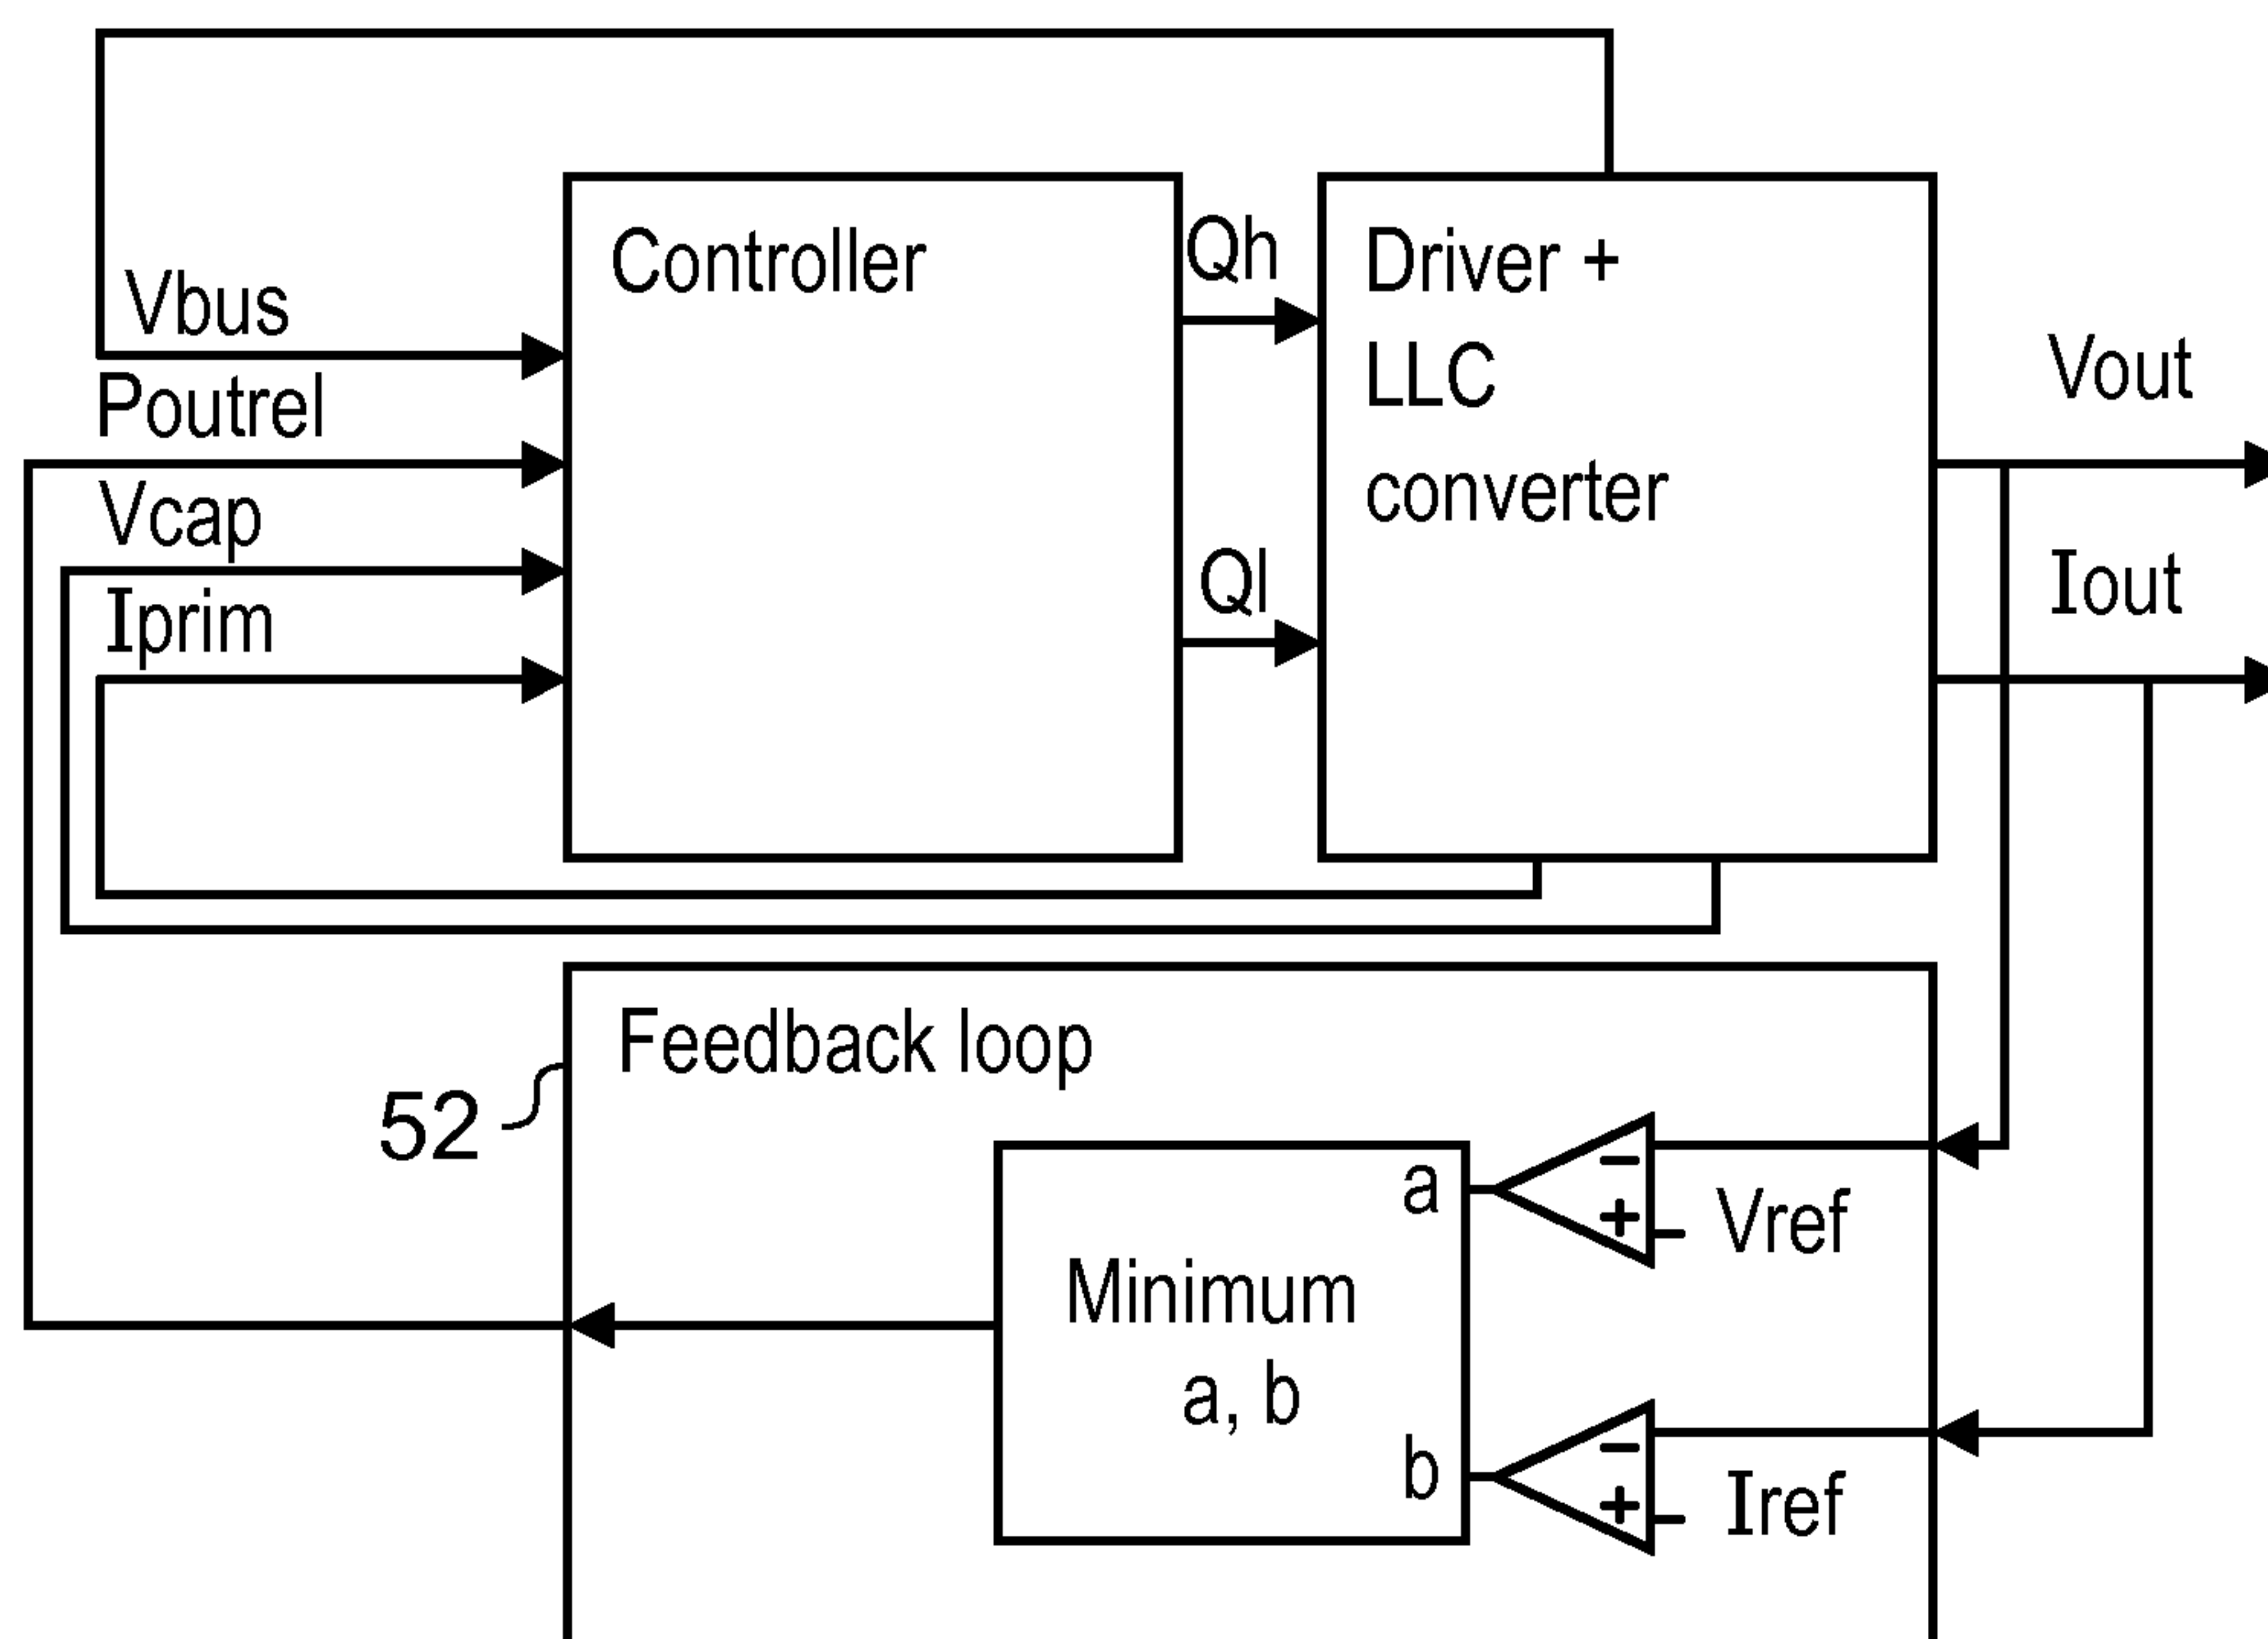 Vbus
Poutrel
Vcap
Iprim
Controller
Qh
Ql
Driver +
LLC
converter
Vout
Iout
Feedback loop
52
a
-
+
Vref
Minimum
a, b
b
-
+
Iref